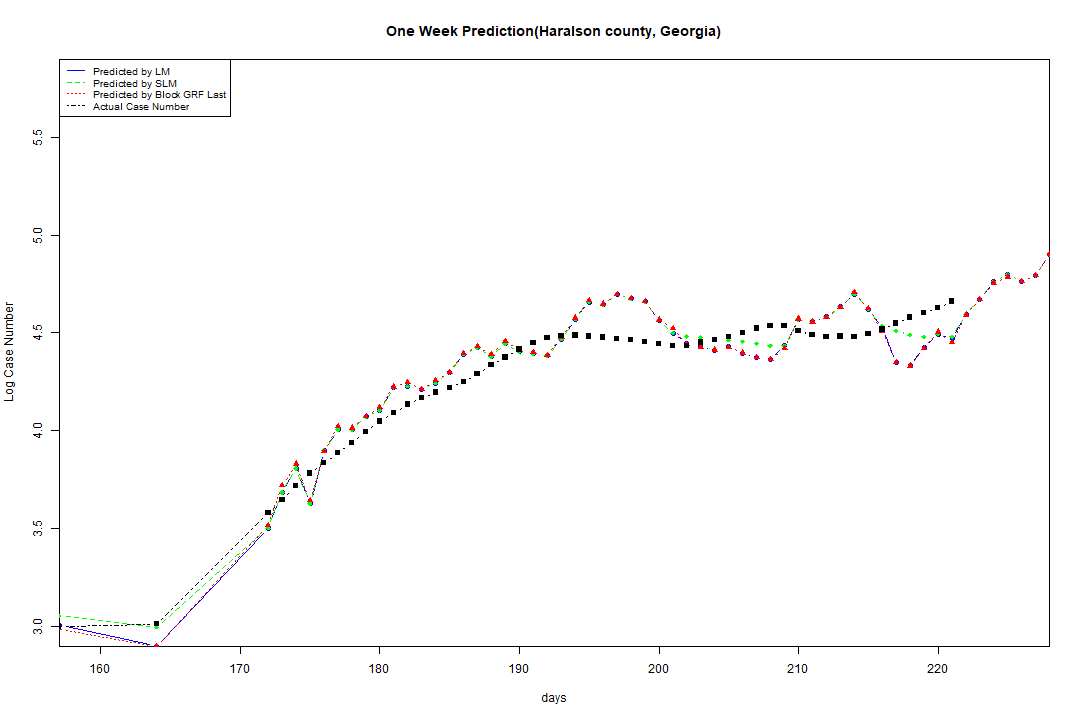 One Week Prediction(Haralson county, Georgia)
Predicted by LM
Predicted by SLM
Predicted by Block GRF Last
Actual Case Number
5.5
5.0
4.5
4.0
3.5
3.0
Log Case Number
160 170 180 190 200 210 220
days